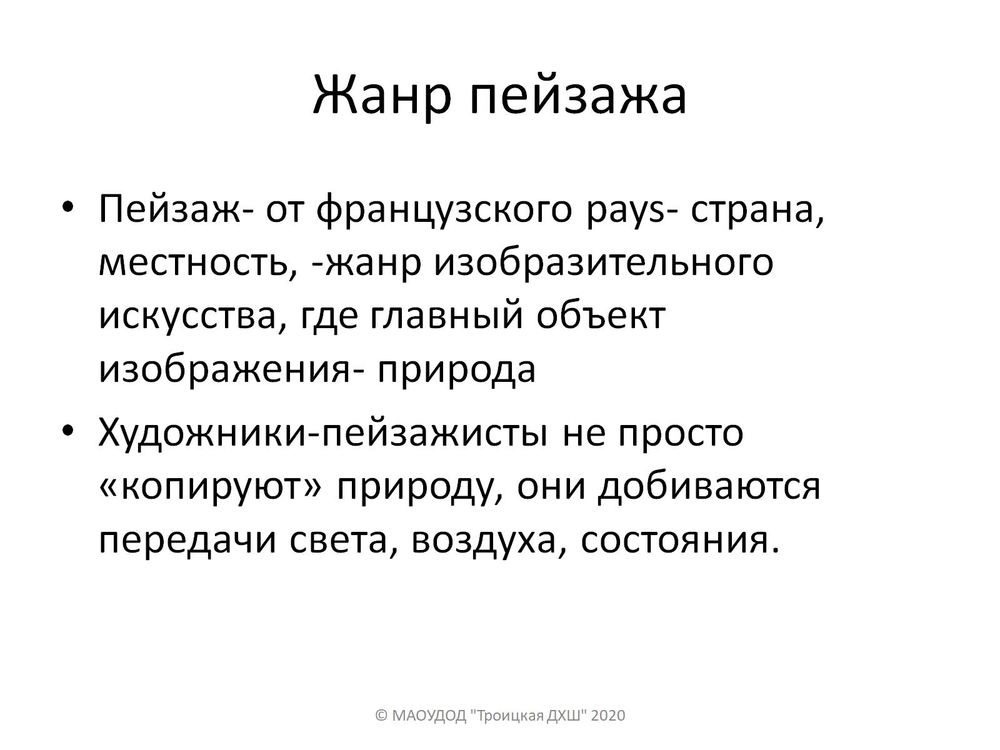 Жанр пейзажа
• Пейзаж- от французского pays- страна,
местность, -жанр изобразительного
искусства, где главный объект
изображения- природа
• Художники-пейзажисты не просто
«копируют» природу, они добиваются
передачи света, воздуха, состояния.
© МАОУДОД "Троицкая ДХШ" 2020